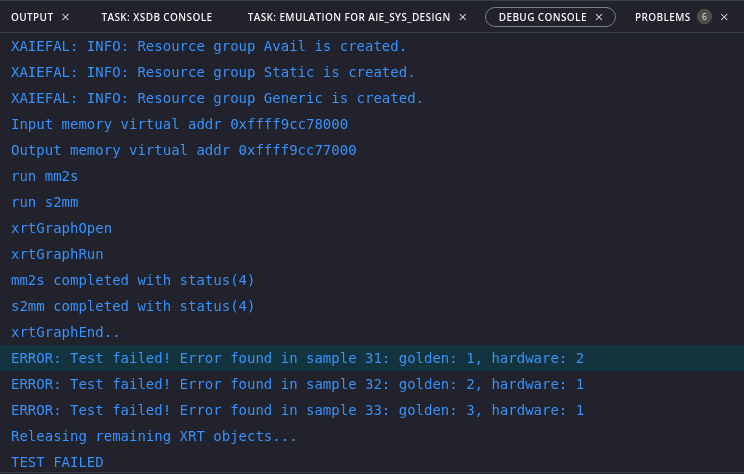 OUTPUT × TASK: XSDB CONSOLE TASK: EMULATION FOR AIE_SYS_DESIGN × DEBUG CONSOLE × PROBLEMS 6 ×
XAIEFAL: INFO: Resource group Avail is created.
XAIEFAL: INFO: Resource group Static is created.
XAIEFAL: INFO: Resource group Generic is created.
Input memory virtual addr 0xffff9cc78000
Output memory virtual addr 0xffff9cc77000
run mm2s
run s2mm
xrtGraphOpen
xrtGraphRun
mm2s completed with status(4)
s2mm completed with status(4)
xrtGraphEnd..
ERROR: Test failed! Error found in sample 31: golden: 1, hardware: 2
ERROR: Test failed! Error found in sample 32: golden: 2, hardware: 1
ERROR: Test failed! Error found in sample 33: golden: 3, hardware: 1
Releasing remaining XRT objects...
TEST FAILED